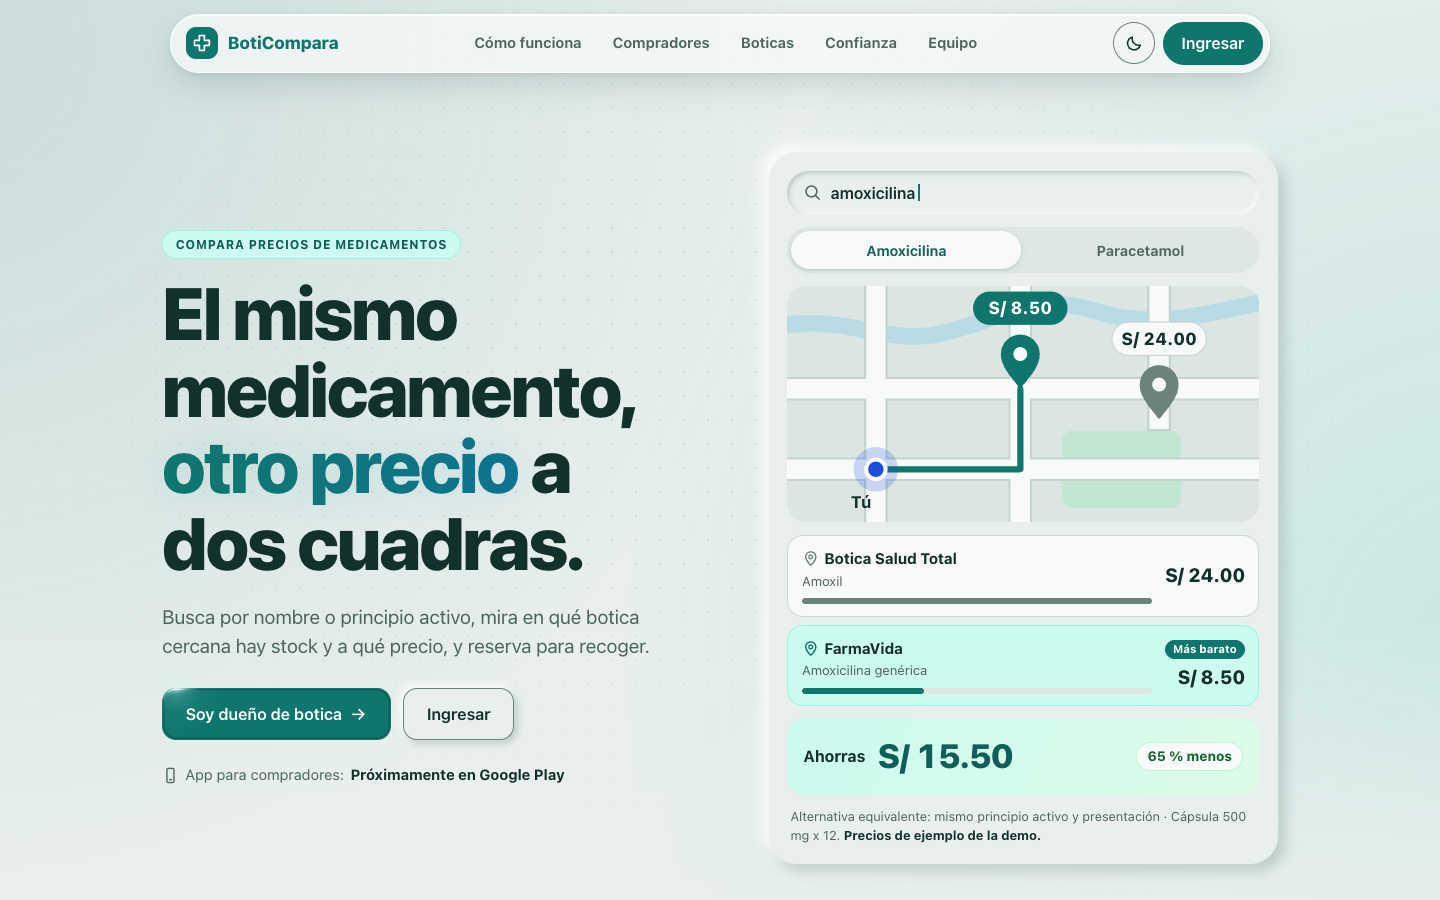 BotiCompara
Cómo funciona
Compradores
Boticas
Confianza
Equipo
Ingresar
COMPARA PRECIOS DE MEDICAMENTOS
El mismo
medicamento,
otro precio a
dos cuadras.
Busca por nombre o principio activo, mira en qué botica
cercana hay stock y a qué precio, y reserva para recoger.
Soy dueño de botica →
Ingresar
App para compradores: Próximamente en Google Play
amoxicilina
Amoxicilina
Paracetamol
S/ 8.50
S/ 24.00
Tú
Botica Salud Total
Amoxil
S/ 24.00
FarmaVida
Amoxicilina genérica
Más barato
S/ 8.50
Ahorras S/ 15.50
65 % menos
Alternativa equivalente: mismo principio activo y presentación · Cápsula 500
mg x 12. Precios de ejemplo de la demo.